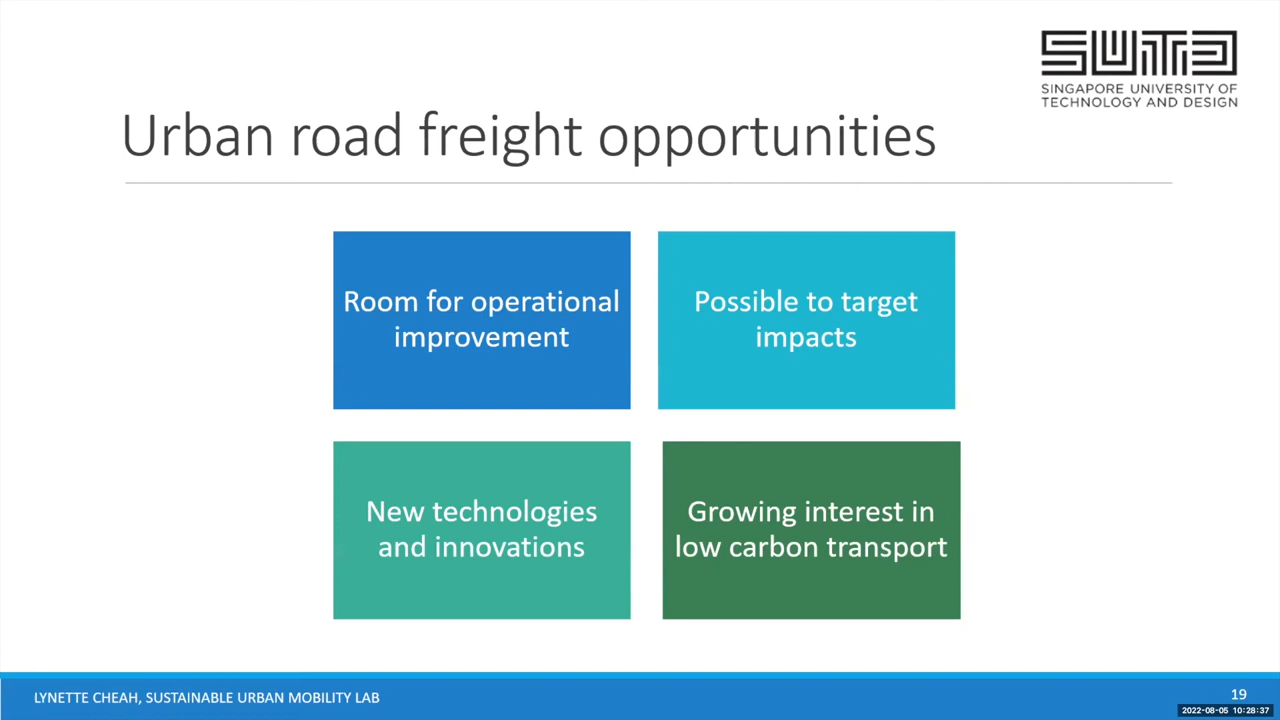 SUTD
SINGAPORE UNIVERSITY OF
TECHNOLOGY AND DESIGN
Urban road freight opportunities
Room for operational
improvement
Possible to target
impacts
New technologies
and innovations
Growing interest in
low carbon transport
LYNETTE CHEAH, SUSTAINABLE URBAN MOBILITY LAB
19
2022-08-05 10:28:37